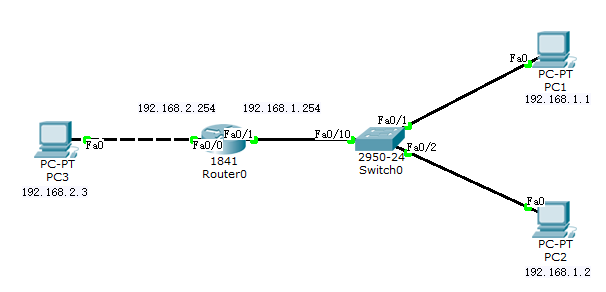 Fa0
PC-PT
PC1
192.168.1.1
192.168.2.254
192.168.1.254
Fa0
PC-PT
PC3
192.168.2.3
Fa0/0
Fa0/1
1841
Router0
Fa0/10
Fa0/1
2950-24
Switch0
Fa0/2
Fa0
PC-PT
PC2
192.168.1.2